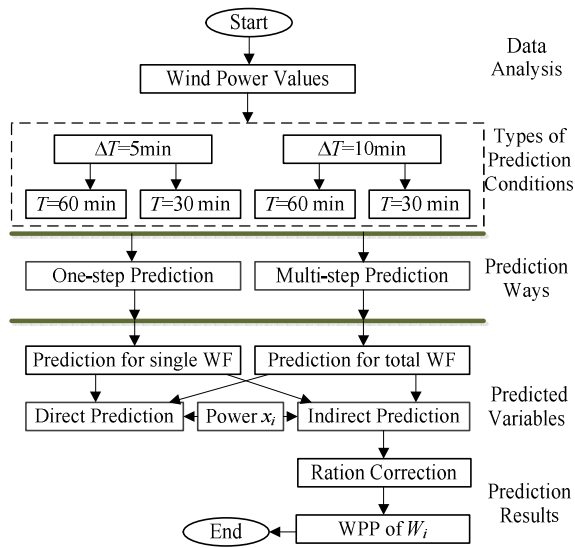 Start
Data
Analysis
Wind Power Values
ΔT=5min
ΔT=10min
Types of
Prediction
Conditions
T=60 min
T=30 min
T=60 min
T=30 min
One-step Prediction
Multi-step Prediction
Prediction
Ways
Prediction for single WF
Prediction for total WF
Direct Prediction
Power xi
Indirect Prediction
Predicted
Variables
Ration Correction
Prediction
Results
End
WPP of Wi